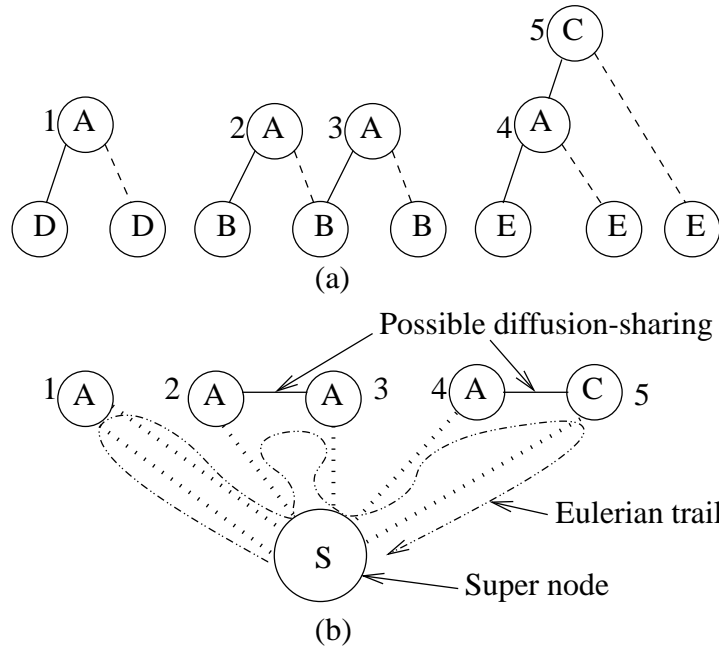 5 C
1 A 2 A 3 A 4 A
D D B B B E E E
(a)
Possible diffusion-sharing
1 A 2 A A 3 4 A C 5
Eulerian trail
S
Super node
(b)